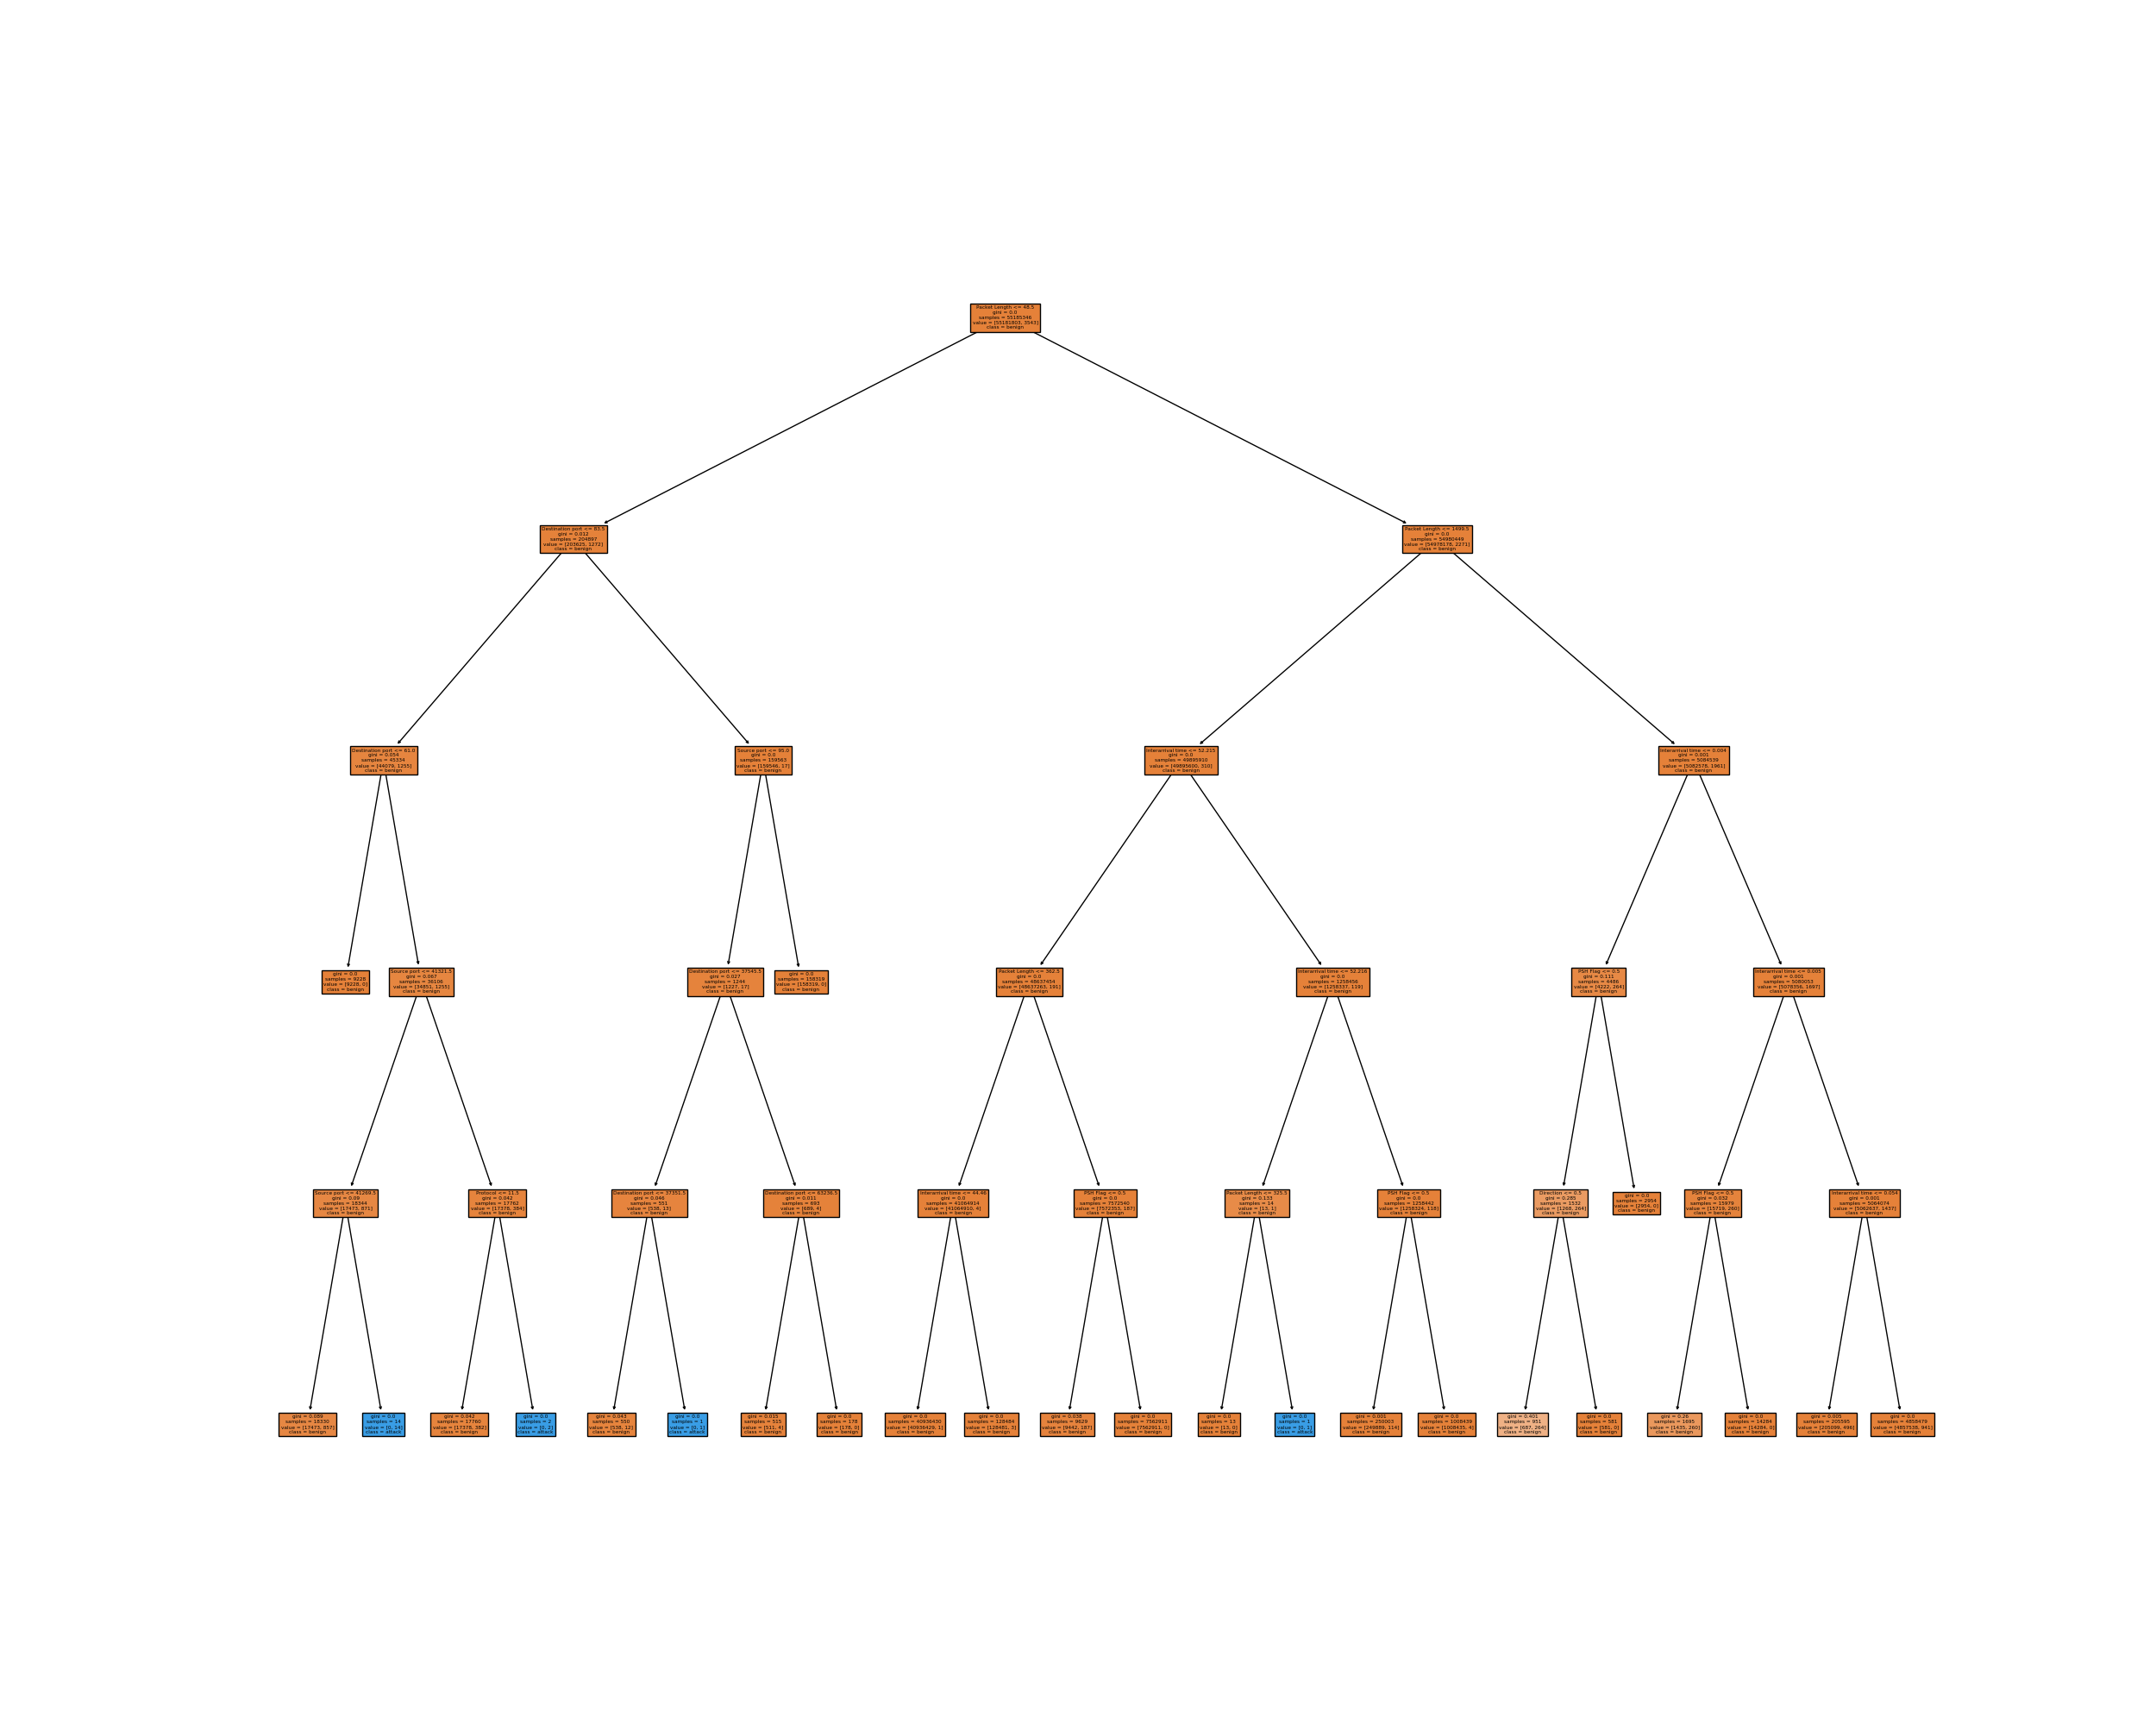 Packet Length <= 48.5
gini = 0.0
samples = 55185346
value = [55181803, 3543]
class = benign
Destination port <= 83.5
gini = 0.012
samples = 204897
value = [203625, 1272]
class = benign
Packet Length <= 1499.5
gini = 0.0
samples = 54980449
value = [54978178, 2271]
class = benign
Destination port <= 61.0
gini = 0.054
samples = 45334
value = [44079, 1255]
class = benign
Source port <= 95.0
gini = 0.0
samples = 159563
value = [159546, 17]
class = benign
Interarrival time <= 52.215
gini = 0.0
samples = 49895910
value = [49895600, 310]
class = benign
Interarrival time <= 0.004
gini = 0.001
samples = 5084539
value = [5082578, 1961]
class = benign
gini = 0.0
samples = 9228
value = [9228, 0]
class = benign
Source port <= 41321.5
gini = 0.067
samples = 36106
value = [34851, 1255]
class = benign
Destination port <= 37545.5
gini = 0.027
samples = 1244
value = [1227, 17]
class = benign
gini = 0.0
samples = 158319
value = [158319, 0]
class = benign
Packet Length <= 362.5
gini = 0.0
samples = 48637454
value = [48637263, 191]
class = benign
Interarrival time <= 52.216
gini = 0.0
samples = 1258456
value = [1258337, 119]
class = benign
PSH Flag <= 0.5
gini = 0.111
samples = 4486
value = [4222, 264]
class = benign
Interarrival time <= 0.005
gini = 0.001
samples = 5080053
value = [5078356, 1697]
class = benign
Source port <= 41269.5
gini = 0.09
samples = 18344
value = [17473, 871]
class = benign
Protocol <= 11.5
gini = 0.042
samples = 17762
value = [17378, 384]
class = benign
Destination port <= 37351.5
gini = 0.046
samples = 551
value = [538, 13]
class = benign
Destination port <= 63236.5
gini = 0.011
samples = 693
value = [689, 4]
class = benign
Interarrival time <= 44.46
gini = 0.0
samples = 41064914
value = [41064910, 4]
class = benign
PSH Flag <= 0.5
gini = 0.0
samples = 7572540
value = [7572353, 187]
class = benign
Packet Length <= 325.5
gini = 0.133
samples = 14
value = [13, 1]
class = benign
PSH Flag <= 0.5
gini = 0.0
samples = 1258442
value = [1258324, 118]
class = benign
Direction <= 0.5
gini = 0.285
samples = 1532
value = [1268, 264]
class = benign
gini = 0.0
samples = 2954
value = [2954, 0]
class = benign
PSH Flag <= 0.5
gini = 0.032
samples = 15979
value = [15719, 260]
class = benign
Interarrival time <= 0.054
gini = 0.001
samples = 5064074
value = [5062637, 1437]
class = benign
gini = 0.089
samples = 18330
value = [17473, 857]
class = benign
gini = 0.0
samples = 14
value = [0, 14]
class = attack
gini = 0.042
samples = 17760
value = [17378, 382]
class = benign
gini = 0.0
samples = 2
value = [0, 2]
class = attack
gini = 0.043
samples = 550
value = [538, 12]
class = benign
gini = 0.0
samples = 1
value = [0, 1]
class = attack
gini = 0.015
samples = 515
value = [511, 4]
class = benign
gini = 0.0
samples = 178
value = [178, 0]
class = benign
gini = 0.0
samples = 40936430
value = [40936429, 1]
class = benign
gini = 0.0
samples = 128484
value = [128481, 3]
class = benign
gini = 0.038
samples = 9629
value = [9442, 187]
class = benign
gini = 0.0
samples = 7562911
value = [7562911, 0]
class = benign
gini = 0.0
samples = 13
value = [13, 0]
class = benign
gini = 0.0
samples = 1
value = [0, 1]
class = attack
gini = 0.001
samples = 250003
value = [249889, 114]
class = benign
gini = 0.0
samples = 1008439
value = [1008435, 4]
class = benign
gini = 0.401
samples = 951
value = [687, 264]
class = benign
gini = 0.0
samples = 581
value = [581, 0]
class = benign
gini = 0.26
samples = 1695
value = [1435, 260]
class = benign
gini = 0.0
samples = 14284
value = [14284, 0]
class = benign
gini = 0.005
samples = 205595
value = [205099, 496]
class = benign
gini = 0.0
samples = 4858479
value = [4857538, 941]
class = benign